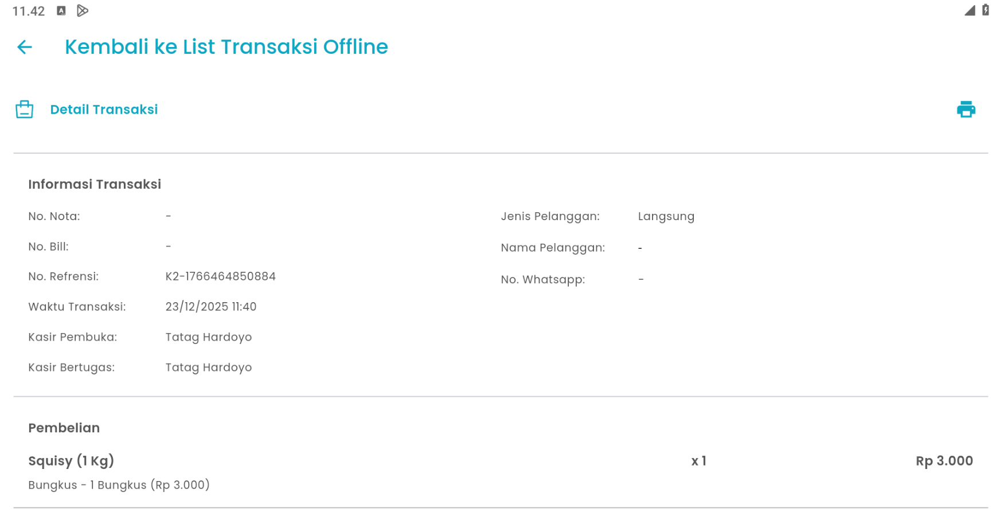 11.42
Kembali ke List Transaksi Offline
Detail Transaksi
Informasi Transaksi
No. Nota: -
Jenis Pelanggan: Langsung
No. Bill: -
Nama Pelanggan: -
No. Refrensi: K2-1766464850884
No. Whatsapp: -
Waktu Transaksi: 23/12/2025 11:40
Kasir Pembuka: Tatag Hardoyo
Kasir Bertugas: Tatag Hardoyo
Pembelian
Squisy (1 Kg) x 1 Rp 3.000
Bungkus - 1 Bungkus (Rp 3.000)